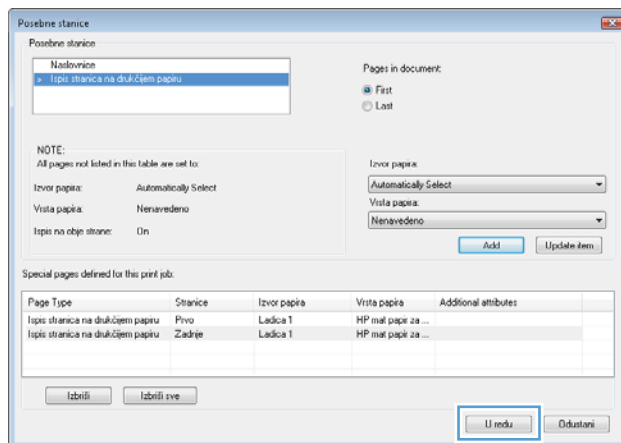 Posebne stanice
Posebne stanice
Naslovnice
» Ispis stranica na drukčijem papiru
Pages in document:
First
Last
NOTE:
All pages not listed in this table are set to:
Izvor papira: Automatically Select
Vrsta papira: Nenavedeno
Ispis na obje strane: On
Izvor papira:
Automatically Select
Vrsta papira:
Nenavedeno
Add Update item
Special pages defined for this print job:
Page Type Stranice Izvor papira Vrsta papira Additional attributes
Ispis stranica na drukčijem papiru Prvo Ladica 1 HP mat papir za ...
Ispis stranica na drukčijem papiru Zadnje Ladica 1 HP mat papir za ...
Izbriši Izbriši sve
U redu Odustani